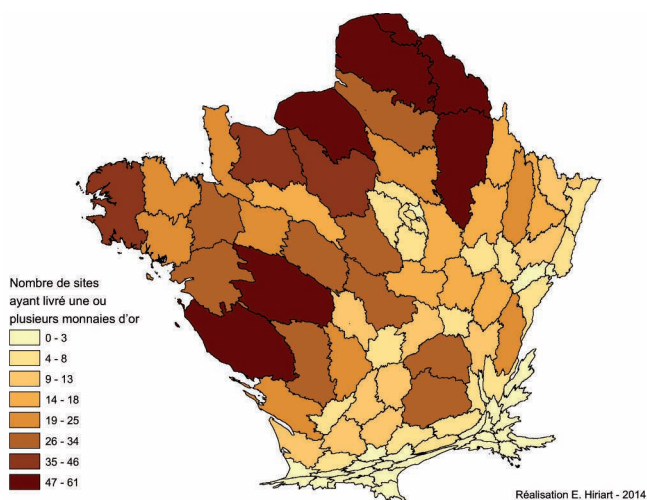 Nombre de sites
ayant livré une ou
plusieurs monnaies d'or
0 - 3
4 - 8
9 - 13
14 - 18
19 - 25
26 - 34
35 - 46
47 - 61
Réalisation E. Hiriart - 2014